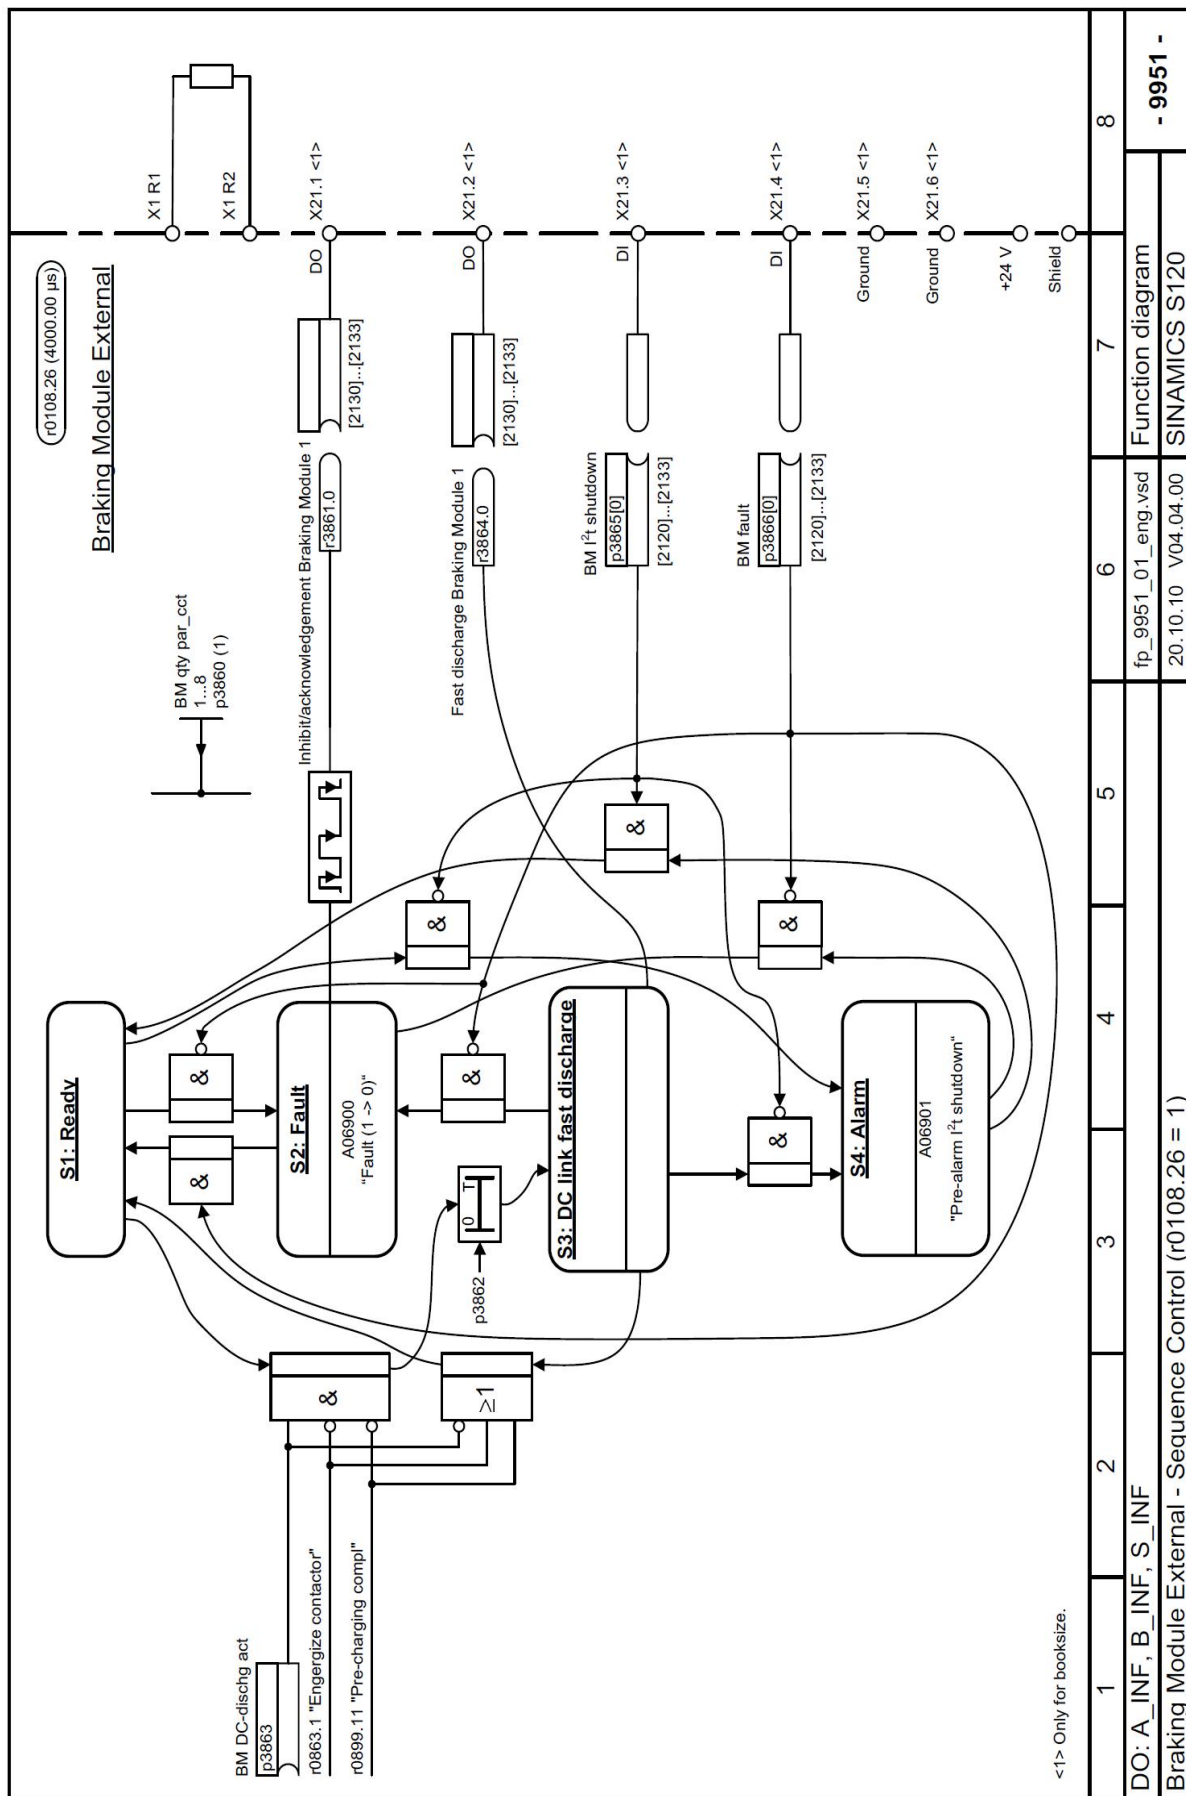 r0108.26 (4000.00 µs)
Braking Module External
BM qty par_cct
1...8
p3860 (1)
X1 R1
X1 R2
S1: Ready
&
&
S2: Fault
A06900
"Fault (1 -> 0)"
Inhibit/acknowledgement Braking Module 1
r3861.0
[2130]...[2133]
DO
X21.1 <1>
BM DC-dischg act
p3863
r0863.1 "Engergize contactor"
r0899.11 "Pre-charging compl"
&
≥1
p3862
0 T
&
&
Fast discharge Braking Module 1
r3864.0
[2130]...[2133]
DO
X21.2 <1>
S3: DC link fast discharge
&
BM I²t shutdown
p3865[0]
[2120]...[2133]
DI
X21.3 <1>
&
&
BM fault
p3866[0]
[2120]...[2133]
DI
X21.4 <1>
S4: Alarm
A06901
"Pre-alarm I²t shutdown"
Ground
X21.5 <1>
Ground
X21.6 <1>
+24 V
Shield
<1> Only for booksize.
1 2 3 4 5 6 7 8
DO: A_INF, B_INF, S_INF
fp_9951_01_eng.vsd
Function diagram
- 9951 -
Braking Module External - Sequence Control (r0108.26 = 1)
20.10.10 V04.04.00
SINAMICS S120